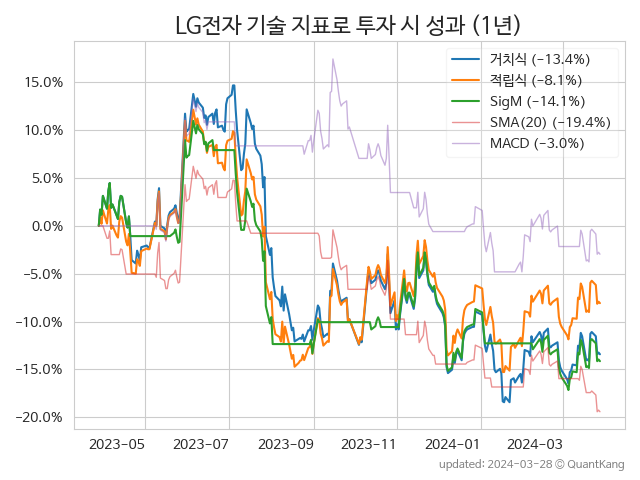 LG전자 기술 지표로 투자 시 성과 (1년)
거치식 (−13.4%)
적립식 (−8.1%)
SigM (−14.1%)
SMA(20) (−19.4%)
MACD (−3.0%)
15.0%
10.0%
5.0%
0.0%
−5.0%
−10.0%
−15.0%
−20.0%
2023−05 2023−07 2023−09 2023−11 2024−01 2024−03
updated: 2024−03−28 © QuantKang